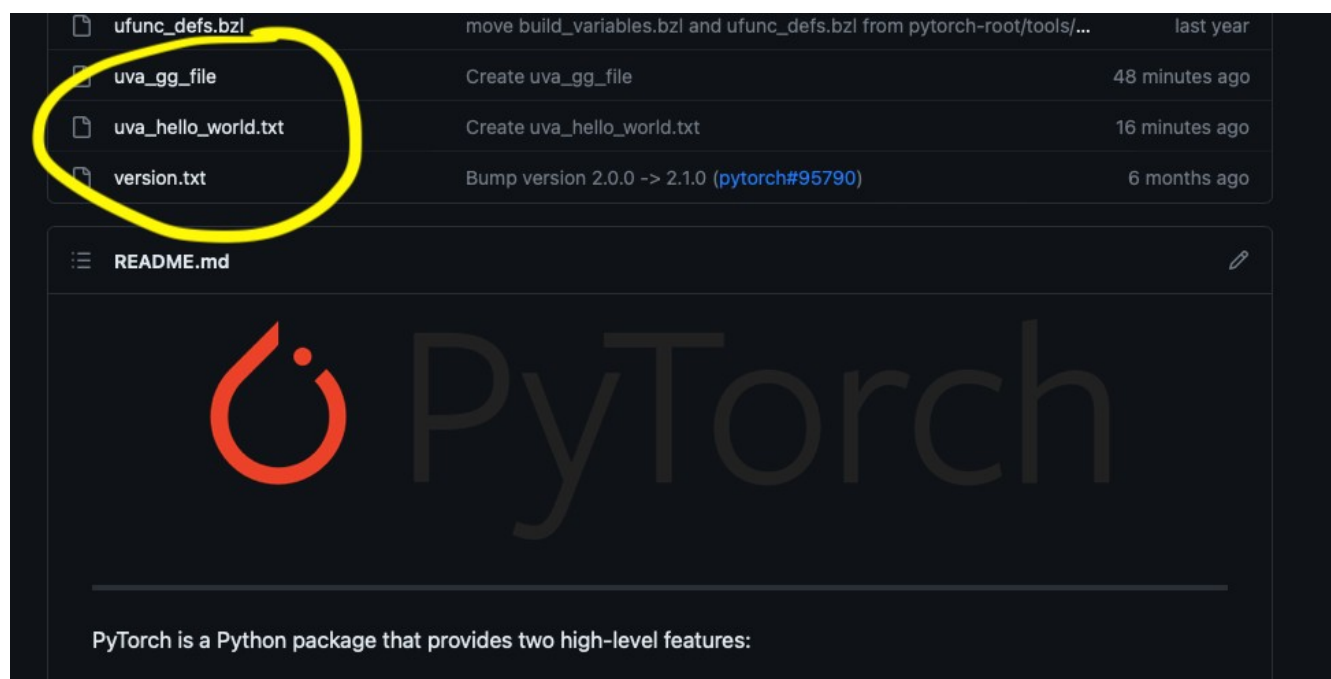 ufunc_defs.bzl move build_variables.bzl and ufunc_defs.bzl from pytorch-root/tools/... last year
uva_gg_file Create uva_gg_file 48 minutes ago
uva_hello_world.txt Create uva_hello_world.txt 16 minutes ago
version.txt Bump version 2.0.0 -> 2.1.0 (pytorch#95790) 6 months ago
README.md
PyTorch
PyTorch is a Python package that provides two high-level features: